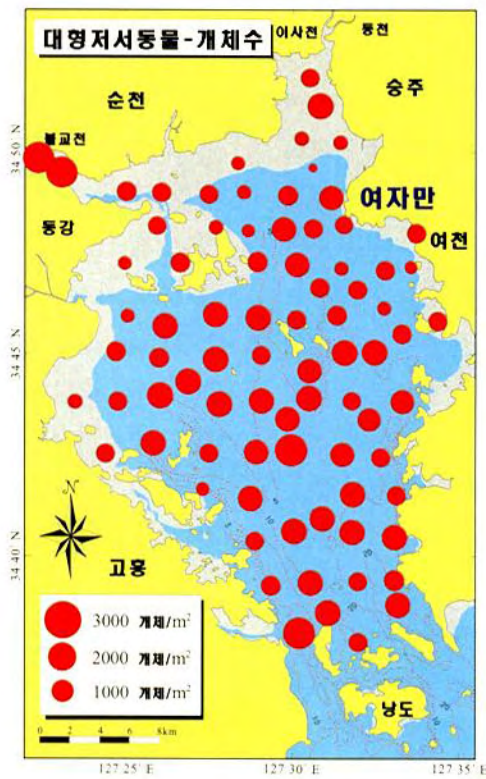 대형저서동물-개체수
이사천
동천
순천
승주
34 50' N
벌교천
여자만
동강
여천
34 45' N
N
34 40' N
고흥
3000 개체/m²
2000 개체/m²
1000 개체/m²
0 2 4 6 8km
낭도
127 25' E 127 30' E 127 35' E